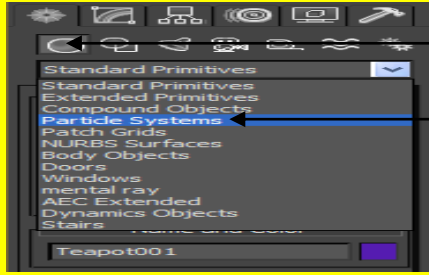 Standard Primitives
Standard Primitives
Extended Primitives
Compound Objects
Particle Systems
Patch Grids
NURBS Surfaces
Body Objects
Doors
Windows
mental ray
AEC Extended
Dynamics Objects
Stairs
Name and Color
Teapot001